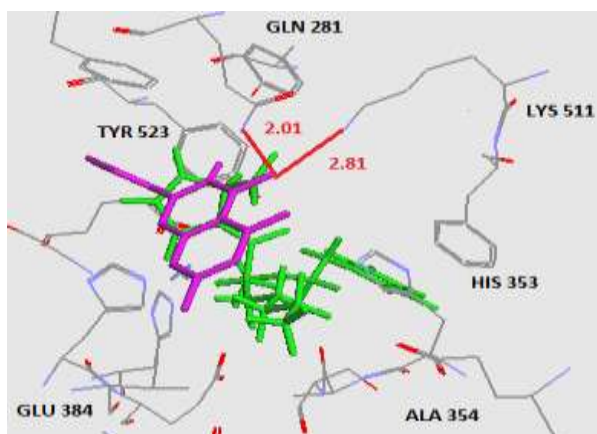 GLN 281
LYS 511
TYR 523
2.01
2.81
HIS 353
GLU 384
ALA 354